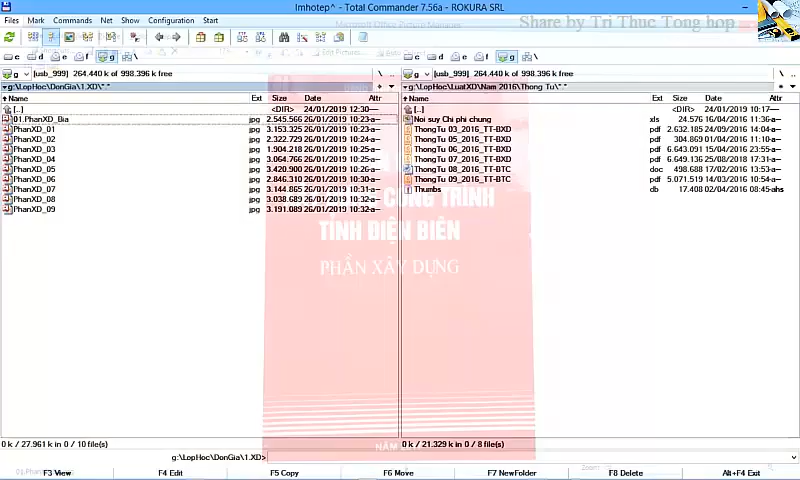 Imhotep^ - Total Commander 7.56a - ROKURA SRL
Share by Tri Thuc Tong hop
Files Mark Commands Net Show Configuration Start
c d e f g \ c d e f g \
g [usb_999] 264.440 k of 998.396 k free \ .. g [usb_999] 264.440 k of 998.396 k free \ ..
g:\LopHoc\DonGia\1.XD\*.* g:\LopHoc\LuatXD\Nam 2016\Thong Tu\*.*
Name Ext Size Date Attr Name Ext Size Date Attr
[..] <DIR> 24/01/2019 12:30-- [..] <DIR> 24/01/2019 10:17--
01.PhanXD_Bia jpg 2.545.566 26/01/2019 10:23-a-- Noi suy Chi phi chung xls 24.576 16/04/2019 11:36-a--
PhanXD_01 jpg 3.153.325 26/01/2019 10:23-a-- ThongTu 03_2016_TT-BXD pdf 2.632.185 24/09/2016 14:04-a--
PhanXD_02 jpg 2.322.729 26/01/2019 10:24-a-- ThongTu 05_2016_TT-BXD pdf 304.869 01/04/2016 11:10-a--
PhanXD_03 jpg 1.904.218 26/01/2019 10:25-a-- ThongTu 06_2016_TT-BXD pdf 6.643.091 15/04/2016 23:55-a--
PhanXD_04 jpg 3.064.766 26/01/2019 10:25-a-- ThongTu 07_2016_TT-BXD pdf 6.649.136 25/08/2018 17:31-a--
PhanXD_05 jpg 3.420.900 26/01/2019 10:26-a-- ThongTu 08_2016_TT-BTC doc 498.688 17/02/2016 13:53-a--
PhanXD_06 jpg 2.846.310 26/01/2019 10:30-a-- ThongTu 09_2016_TT-BTC pdf 5.071.519 14/03/2016 10:54-a--
PhanXD_07 jpg 3.144.865 26/01/2019 10:31-a-- Thumbs db 17.408 02/04/2016 08:45-ahs
PhanXD_08 jpg 3.038.689 26/01/2019 10:32-a--
PhanXD_09 jpg 3.191.089 26/01/2019 10:32-a--
CÔNG TRÌNH
TỈNH ĐIỆN BIÊN
PHẦN XÂY DỰNG
NĂM
0 k / 27.961 k in 0 / 10 file(s) 0 k / 21.329 k in 0 / 8 file(s)
g:\LopHoc\DonGia\1.XD>
F3 View F4 Edit F5 Copy F6 Move F7 NewFolder F8 Delete Alt+F4 Exit